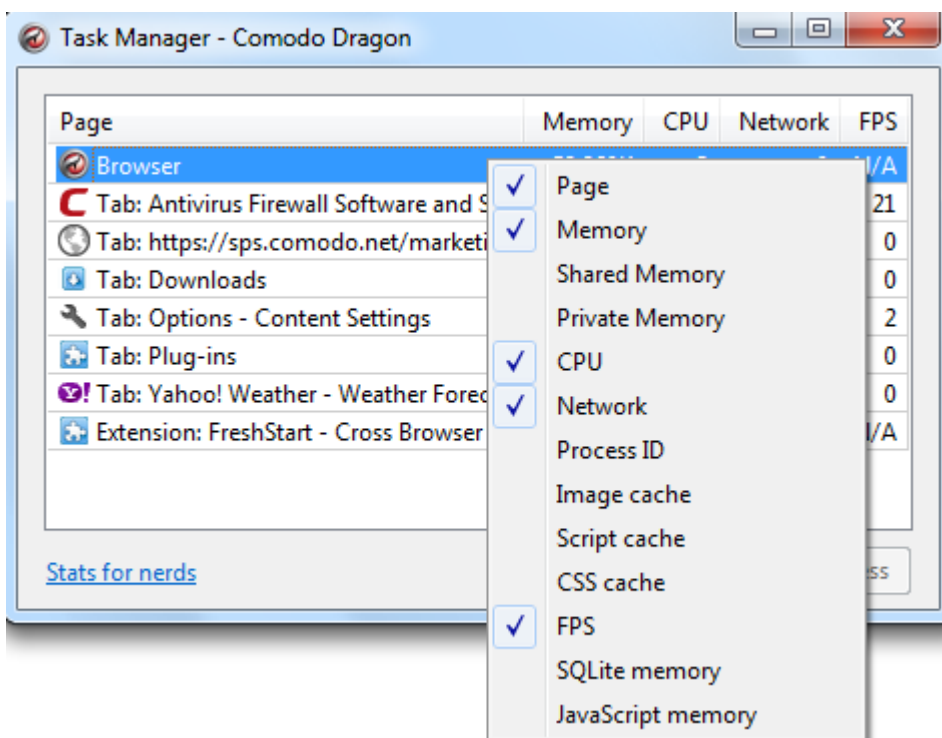 Task Manager - Comodo Dragon
Page Memory CPU Network FPS
Browser /A
Tab: Antivirus Firewall Software and S 21
Tab: https://sps.comodo.net/marketi 0
Tab: Downloads 0
Tab: Options - Content Settings 2
Tab: Plug-ins 0
Y! Tab: Yahoo! Weather - Weather Forec 0
Extension: FreshStart - Cross Browser /A
Stats for nerds ss
Page
Memory
Shared Memory
Private Memory
CPU
Network
Process ID
Image cache
Script cache
CSS cache
FPS
SQLite memory
JavaScript memory